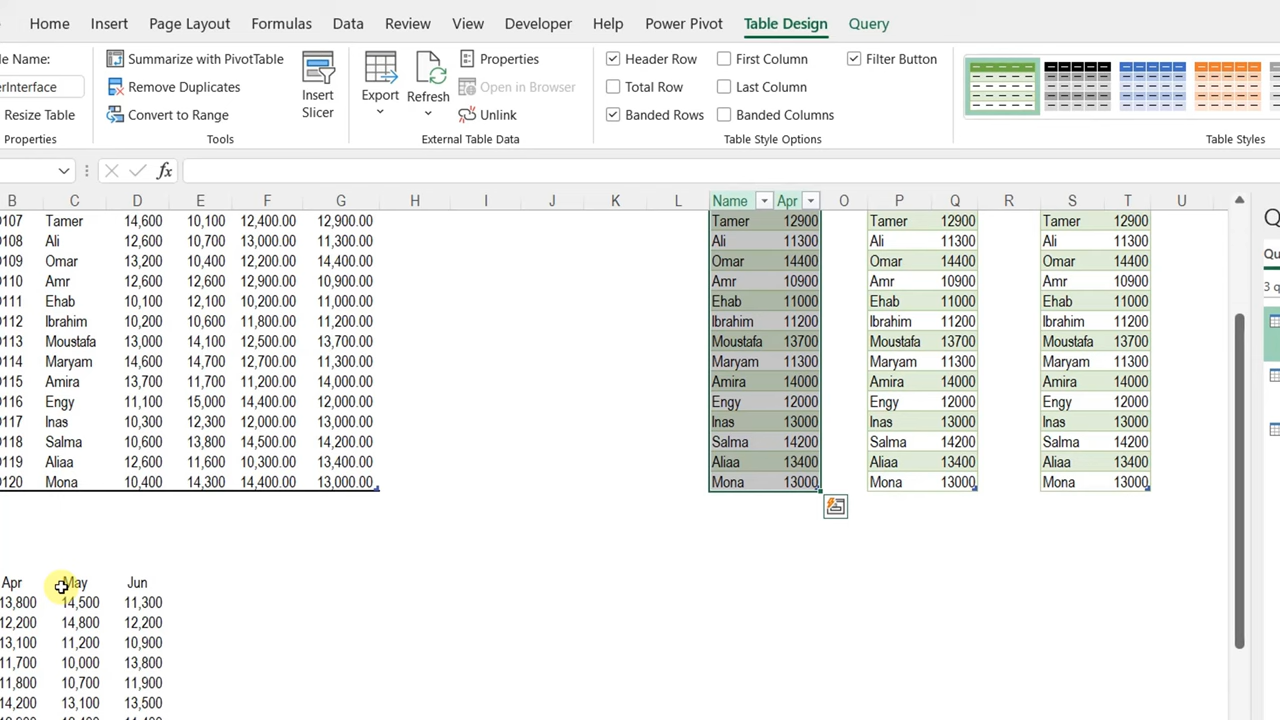 Home Insert Page Layout Formulas Data Review View Developer Help Power Pivot Table Design Query
le Name: Summarize with PivotTable Properties Header Row First Column Filter Button
erInterface Remove Duplicates Insert Slicer Export Refresh Open in Browser Total Row Last Column
Resize Table Convert to Range Unlink Banded Rows Banded Columns
Properties Tools External Table Data Table Style Options Table Styles
fx
B C D E F G H I J K L Name Apr O P Q R S T U Q
0107 Tamer 14,600 10,100 12,400.00 12,900.00 Tamer 12900 Tamer 12900 Tamer 12900
0108 Ali 12,600 10,700 13,000.00 11,300.00 Ali 11300 Ali 11300 Ali 11300 Qu
0109 Omar 13,200 10,400 12,200.00 14,400.00 Omar 14400 Omar 14400 Omar 14400
0110 Amr 12,600 12,600 12,900.00 10,900.00 Amr 10900 Amr 10900 Amr 10900 3 q
0111 Ehab 10,100 12,100 10,200.00 11,000.00 Ehab 11000 Ehab 11000 Ehab 11000
0112 Ibrahim 10,200 10,600 11,800.00 11,200.00 Ibrahim 11200 Ibrahim 11200 Ibrahim 11200
0113 Moustafa 13,000 14,100 12,500.00 13,700.00 Moustafa 13700 Moustafa 13700 Moustafa 13700
0114 Maryam 14,600 14,700 12,700.00 11,300.00 Maryam 11300 Maryam 11300 Maryam 11300
0115 Amira 13,700 11,700 11,200.00 14,000.00 Amira 14000 Amira 14000 Amira 14000
0116 Engy 11,100 15,000 14,400.00 12,000.00 Engy 12000 Engy 12000 Engy 12000
0117 Inas 10,300 12,300 12,000.00 13,000.00 Inas 13000 Inas 13000 Inas 13000
0118 Salma 10,600 13,800 14,500.00 14,200.00 Salma 14200 Salma 14200 Salma 14200
0119 Aliaa 12,600 11,600 10,300.00 13,400.00 Aliaa 13400 Aliaa 13400 Aliaa 13400
0120 Mona 10,400 14,300 14,400.00 13,000.00 Mona 13000 Mona 13000 Mona 13000
Apr May Jun
13,800 14,500 11,300
12,200 14,800 12,200
13,100 11,200 10,900
11,700 10,000 13,800
11,800 10,700 11,900
14,200 13,100 13,500